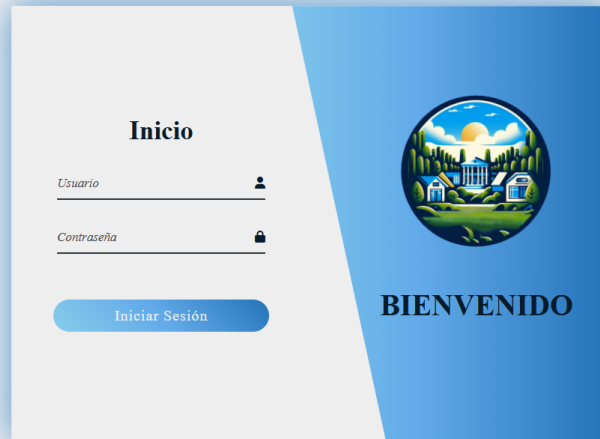 Inicio
Usuario
Contraseña
Iniciar Sesión
BIENVENIDO